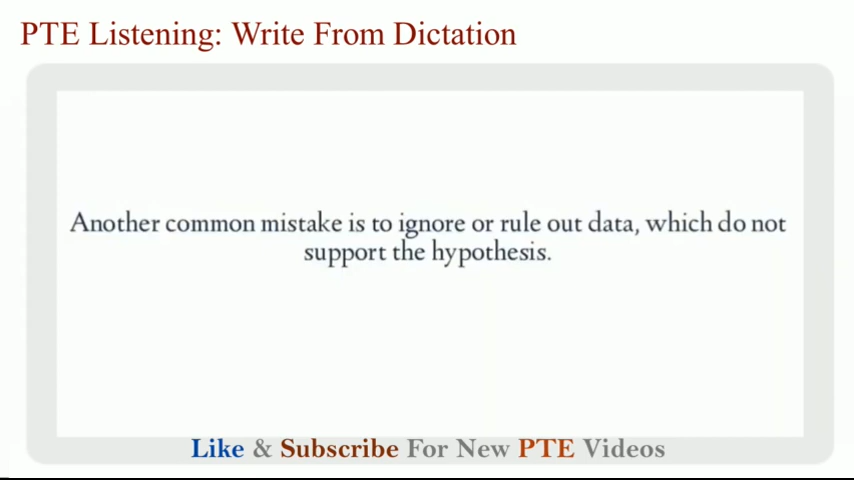 PTE Listening: Write From Dictation
Another common mistake is to ignore or rule out data, which do not
support the hypothesis.
Like & Subscribe For New PTE Videos